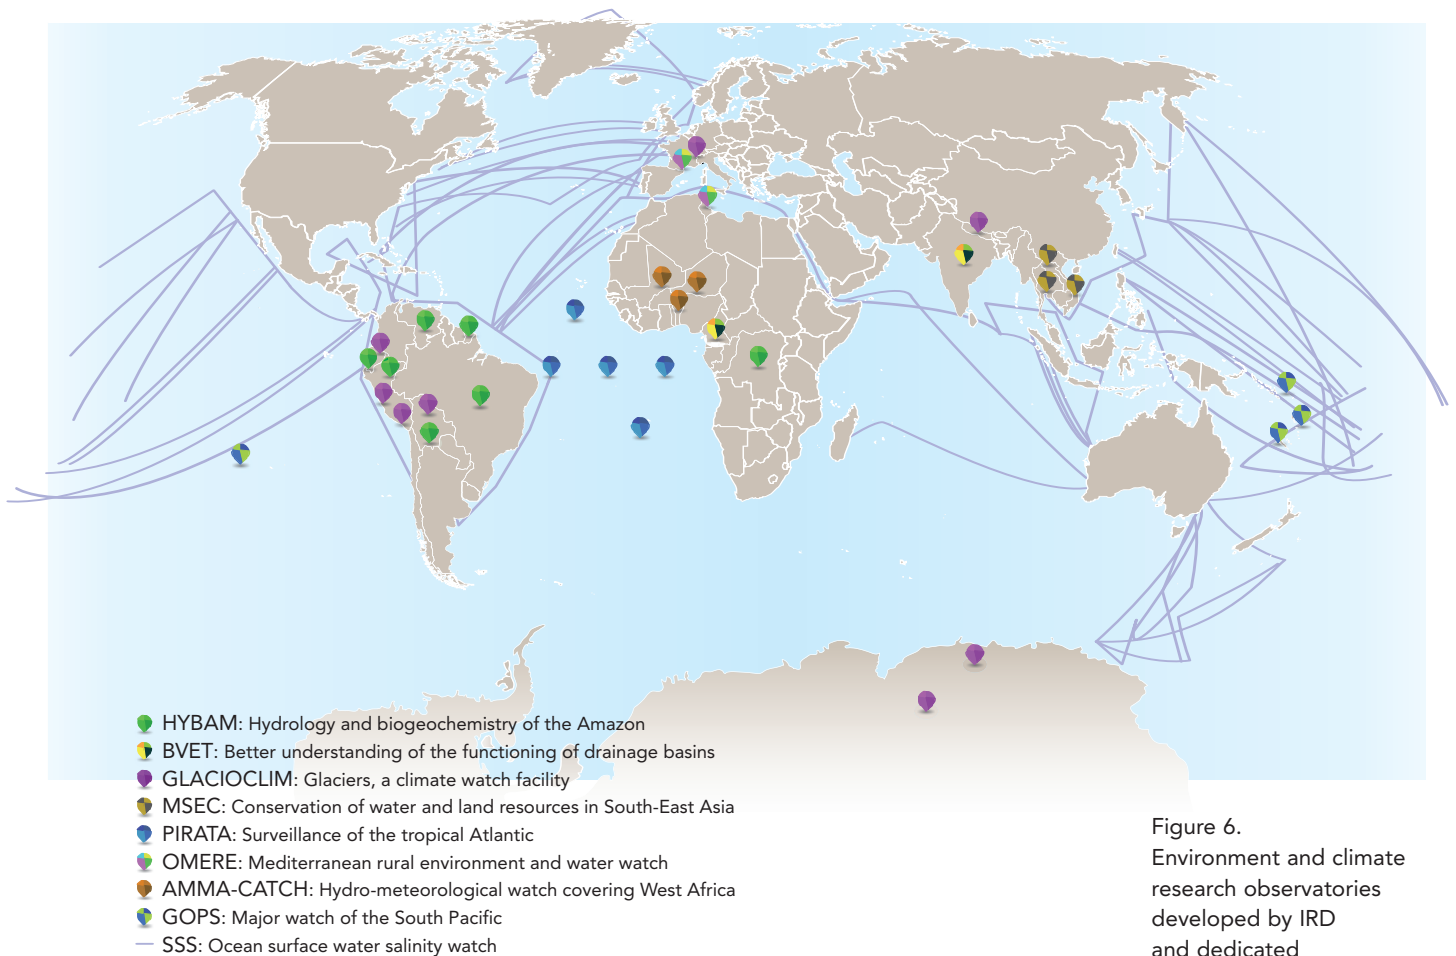 HYBAM: Hydrology and biogeochemistry of the Amazon
BVET: Better understanding of the functioning of drainage basins
GLACIOCLIM: Glaciers, a climate watch facility
MSEC: Conservation of water and land resources in South-East Asia
PIRATA: Surveillance of the tropical Atlantic
OMERE: Mediterranean rural environment and water watch
AMMA-CATCH: Hydro-meteorological watch covering West Africa
GOPS: Major watch of the South Pacific
SSS: Ocean surface water salinity watch
Figure 6.
Environment and climate
research observatories
developed by IRD
and dedicated